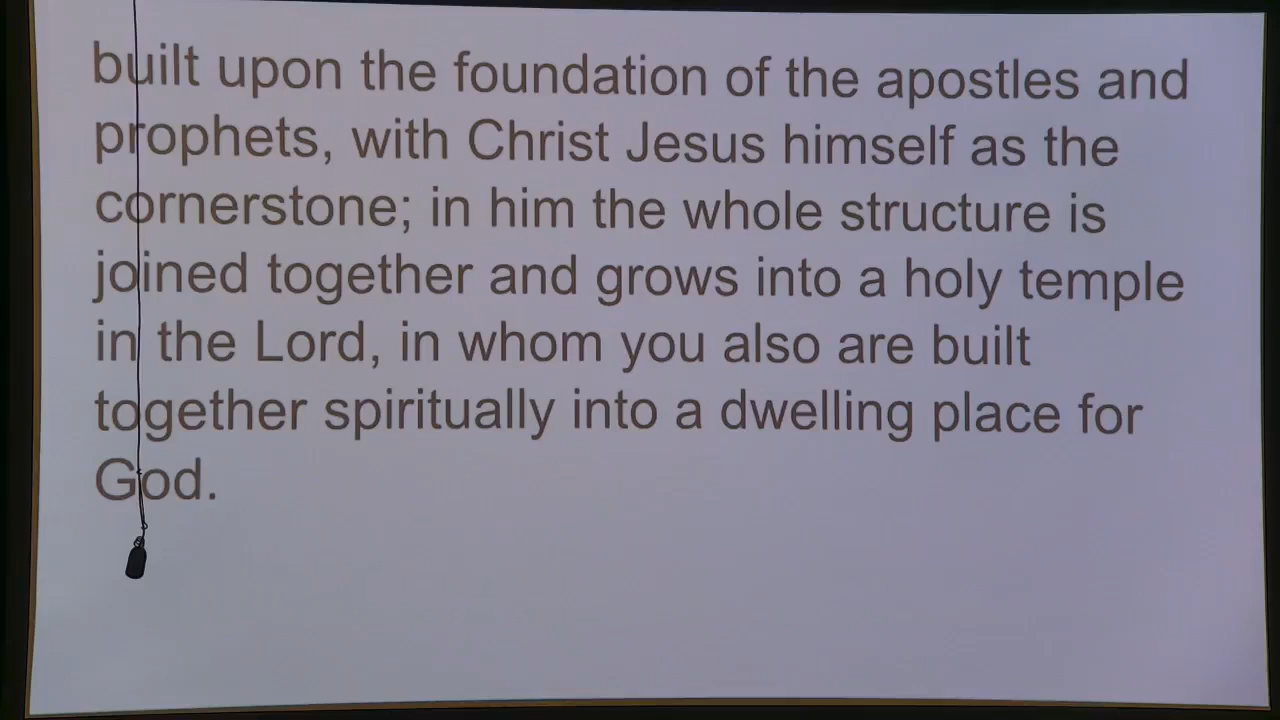 built upon the foundation of the apostles and
prophets, with Christ Jesus himself as the
cornerstone; in him the whole structure is
joined together and grows into a holy temple
in the Lord, in whom you also are built
together spiritually into a dwelling place for
God.